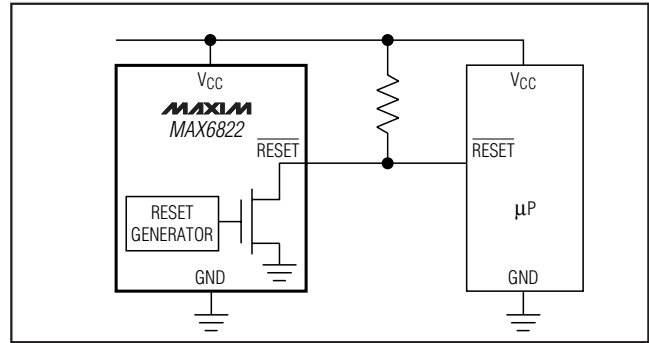 VCC
VCC
MAXIM
MAX6822
RESET
RESET
RESET
GENERATOR
µP
GND
GND